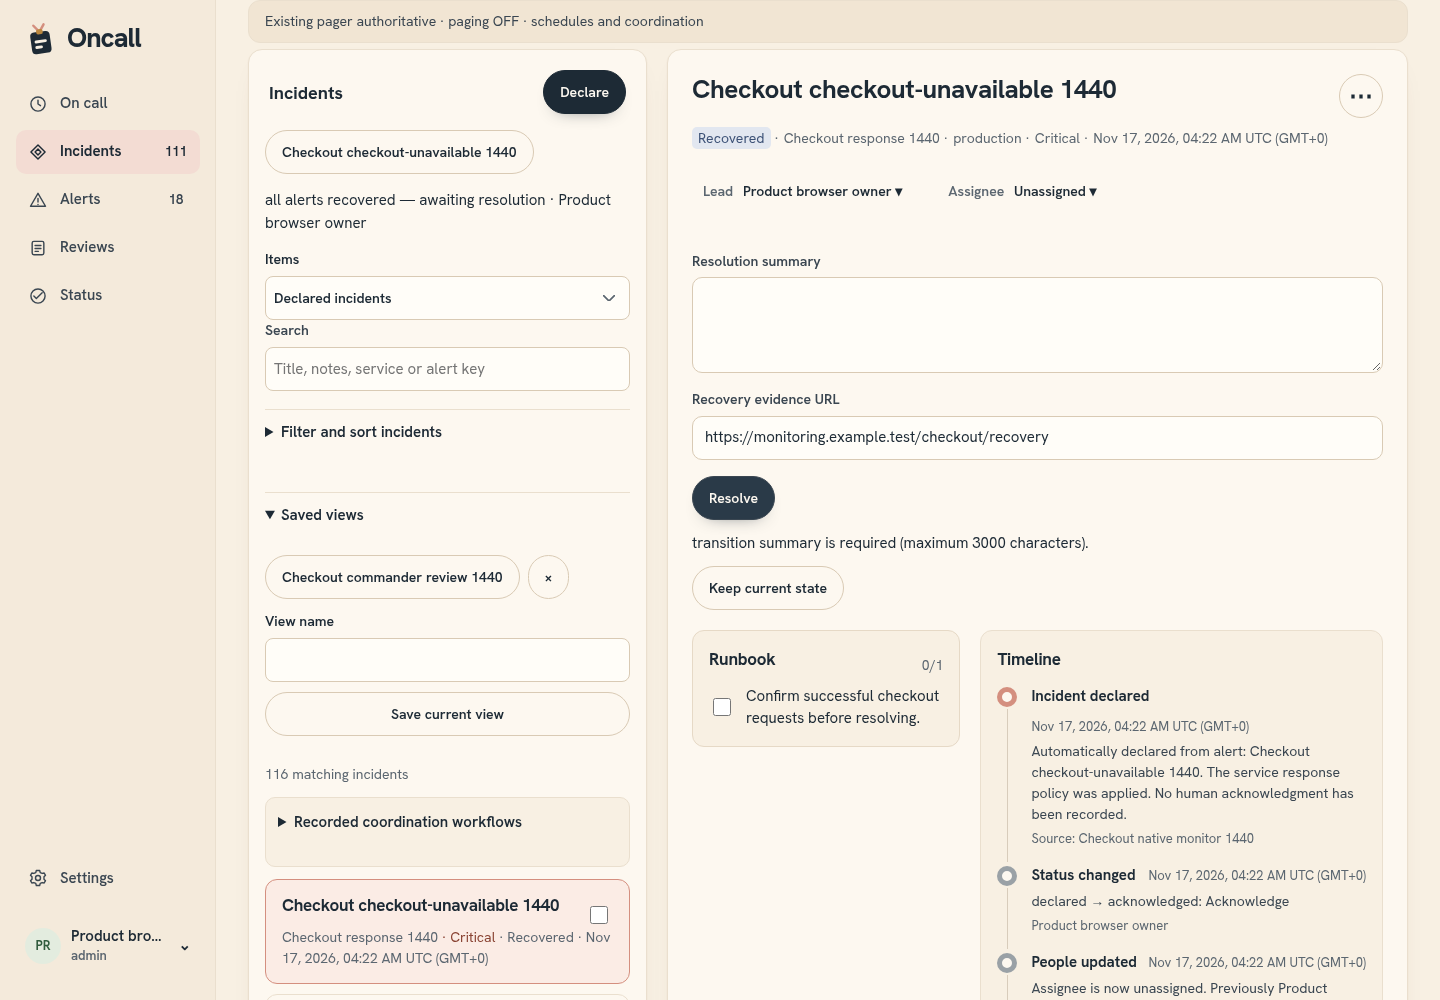 Oncall
On call
Incidents 111
Alerts 18
Reviews
Status
Settings
PR
Product bro...
admin
Existing pager authoritative · paging OFF · schedules and coordination
Incidents
Declare
Checkout checkout-unavailable 1440
all alerts recovered — awaiting resolution · Product
browser owner
Items
Declared incidents
Search
Title, notes, service or alert key
Filter and sort incidents
Saved views
Checkout commander review 1440
×
View name
Save current view
116 matching incidents
Recorded coordination workflows
Checkout checkout-unavailable 1440
Checkout response 1440 · Critical · Recovered · Nov
17, 2026, 04:22 AM UTC (GMT+0)
Checkout checkout-unavailable 1440
Recovered · Checkout response 1440 · production · Critical · Nov 17, 2026, 04:22 AM UTC (GMT+0)
Lead Product browser owner ▾ Assignee Unassigned ▾
Resolution summary
Recovery evidence URL
https://monitoring.example.test/checkout/recovery
Resolve
transition summary is required (maximum 3000 characters).
Keep current state
Runbook 0/1
Confirm successful checkout
requests before resolving.
Timeline
Incident declared
Nov 17, 2026, 04:22 AM UTC (GMT+0)
Automatically declared from alert: Checkout
checkout-unavailable 1440. The service response
policy was applied. No human acknowledgment has
been recorded.
Source: Checkout native monitor 1440
Status changed Nov 17, 2026, 04:22 AM UTC (GMT+0)
declared → acknowledged: Acknowledge
Product browser owner
People updated Nov 17, 2026, 04:22 AM UTC (GMT+0)
Assignee is now unassigned. Previously Product